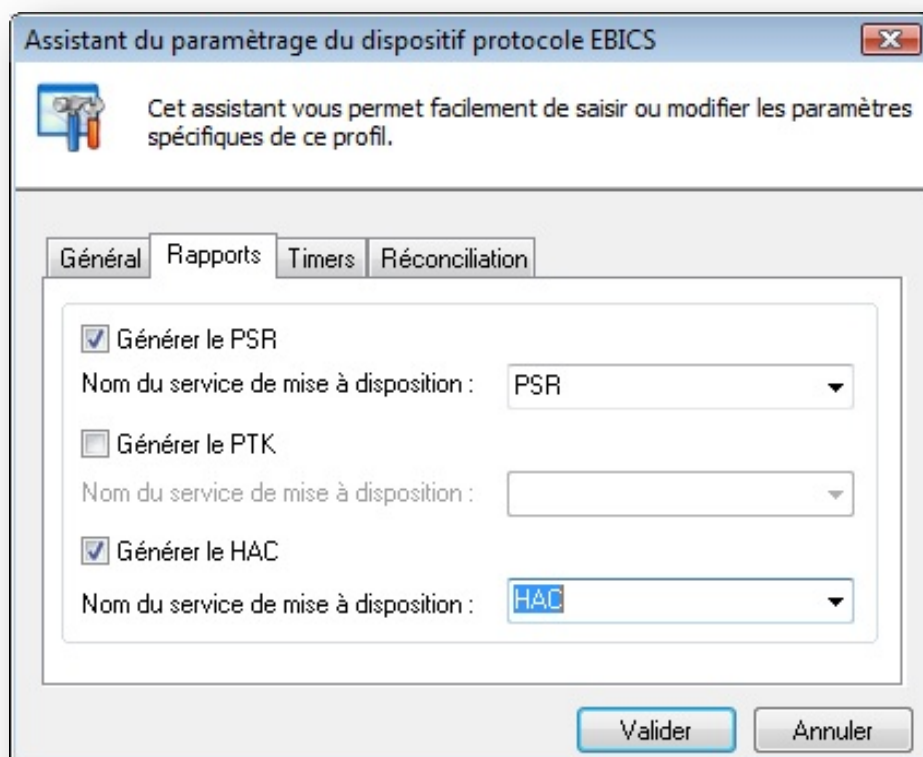 Assistant du paramètrage du dispositif protocole EBICS
Cet assistant vous permet facilement de saisir ou modifier les paramètres
spécifiques de ce profil.
Général Rapports Timers Réconciliation
Générer le PSR
Nom du service de mise à disposition : PSR
Générer le PTK
Nom du service de mise à disposition :
Générer le HAC
Nom du service de mise à disposition : HAC
Valider Annuler